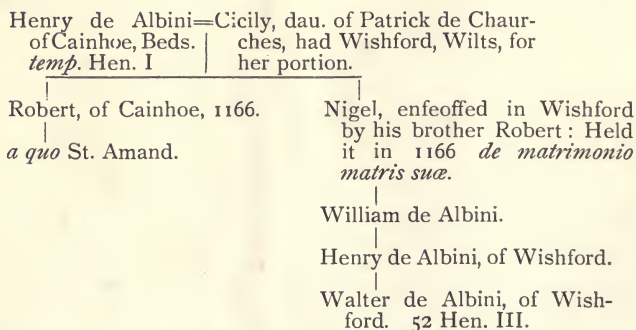 Henry de Albini=Cicily, dau. of Patrick de Chaur-
of Cainhoe, Beds. ches, had Wishford, Wilts, for
temp. Hen. I her portion.
Robert, of Cainhoe, 1166.
a quo St. Amand.
Nigel, enfeoffed in Wishford
by his brother Robert: Held
it in 1166 de matrimonio
matris suæ.
William de Albini.
Henry de Albini, of Wishford.
Walter de Albini, of Wish-
ford. 52 Hen. III.